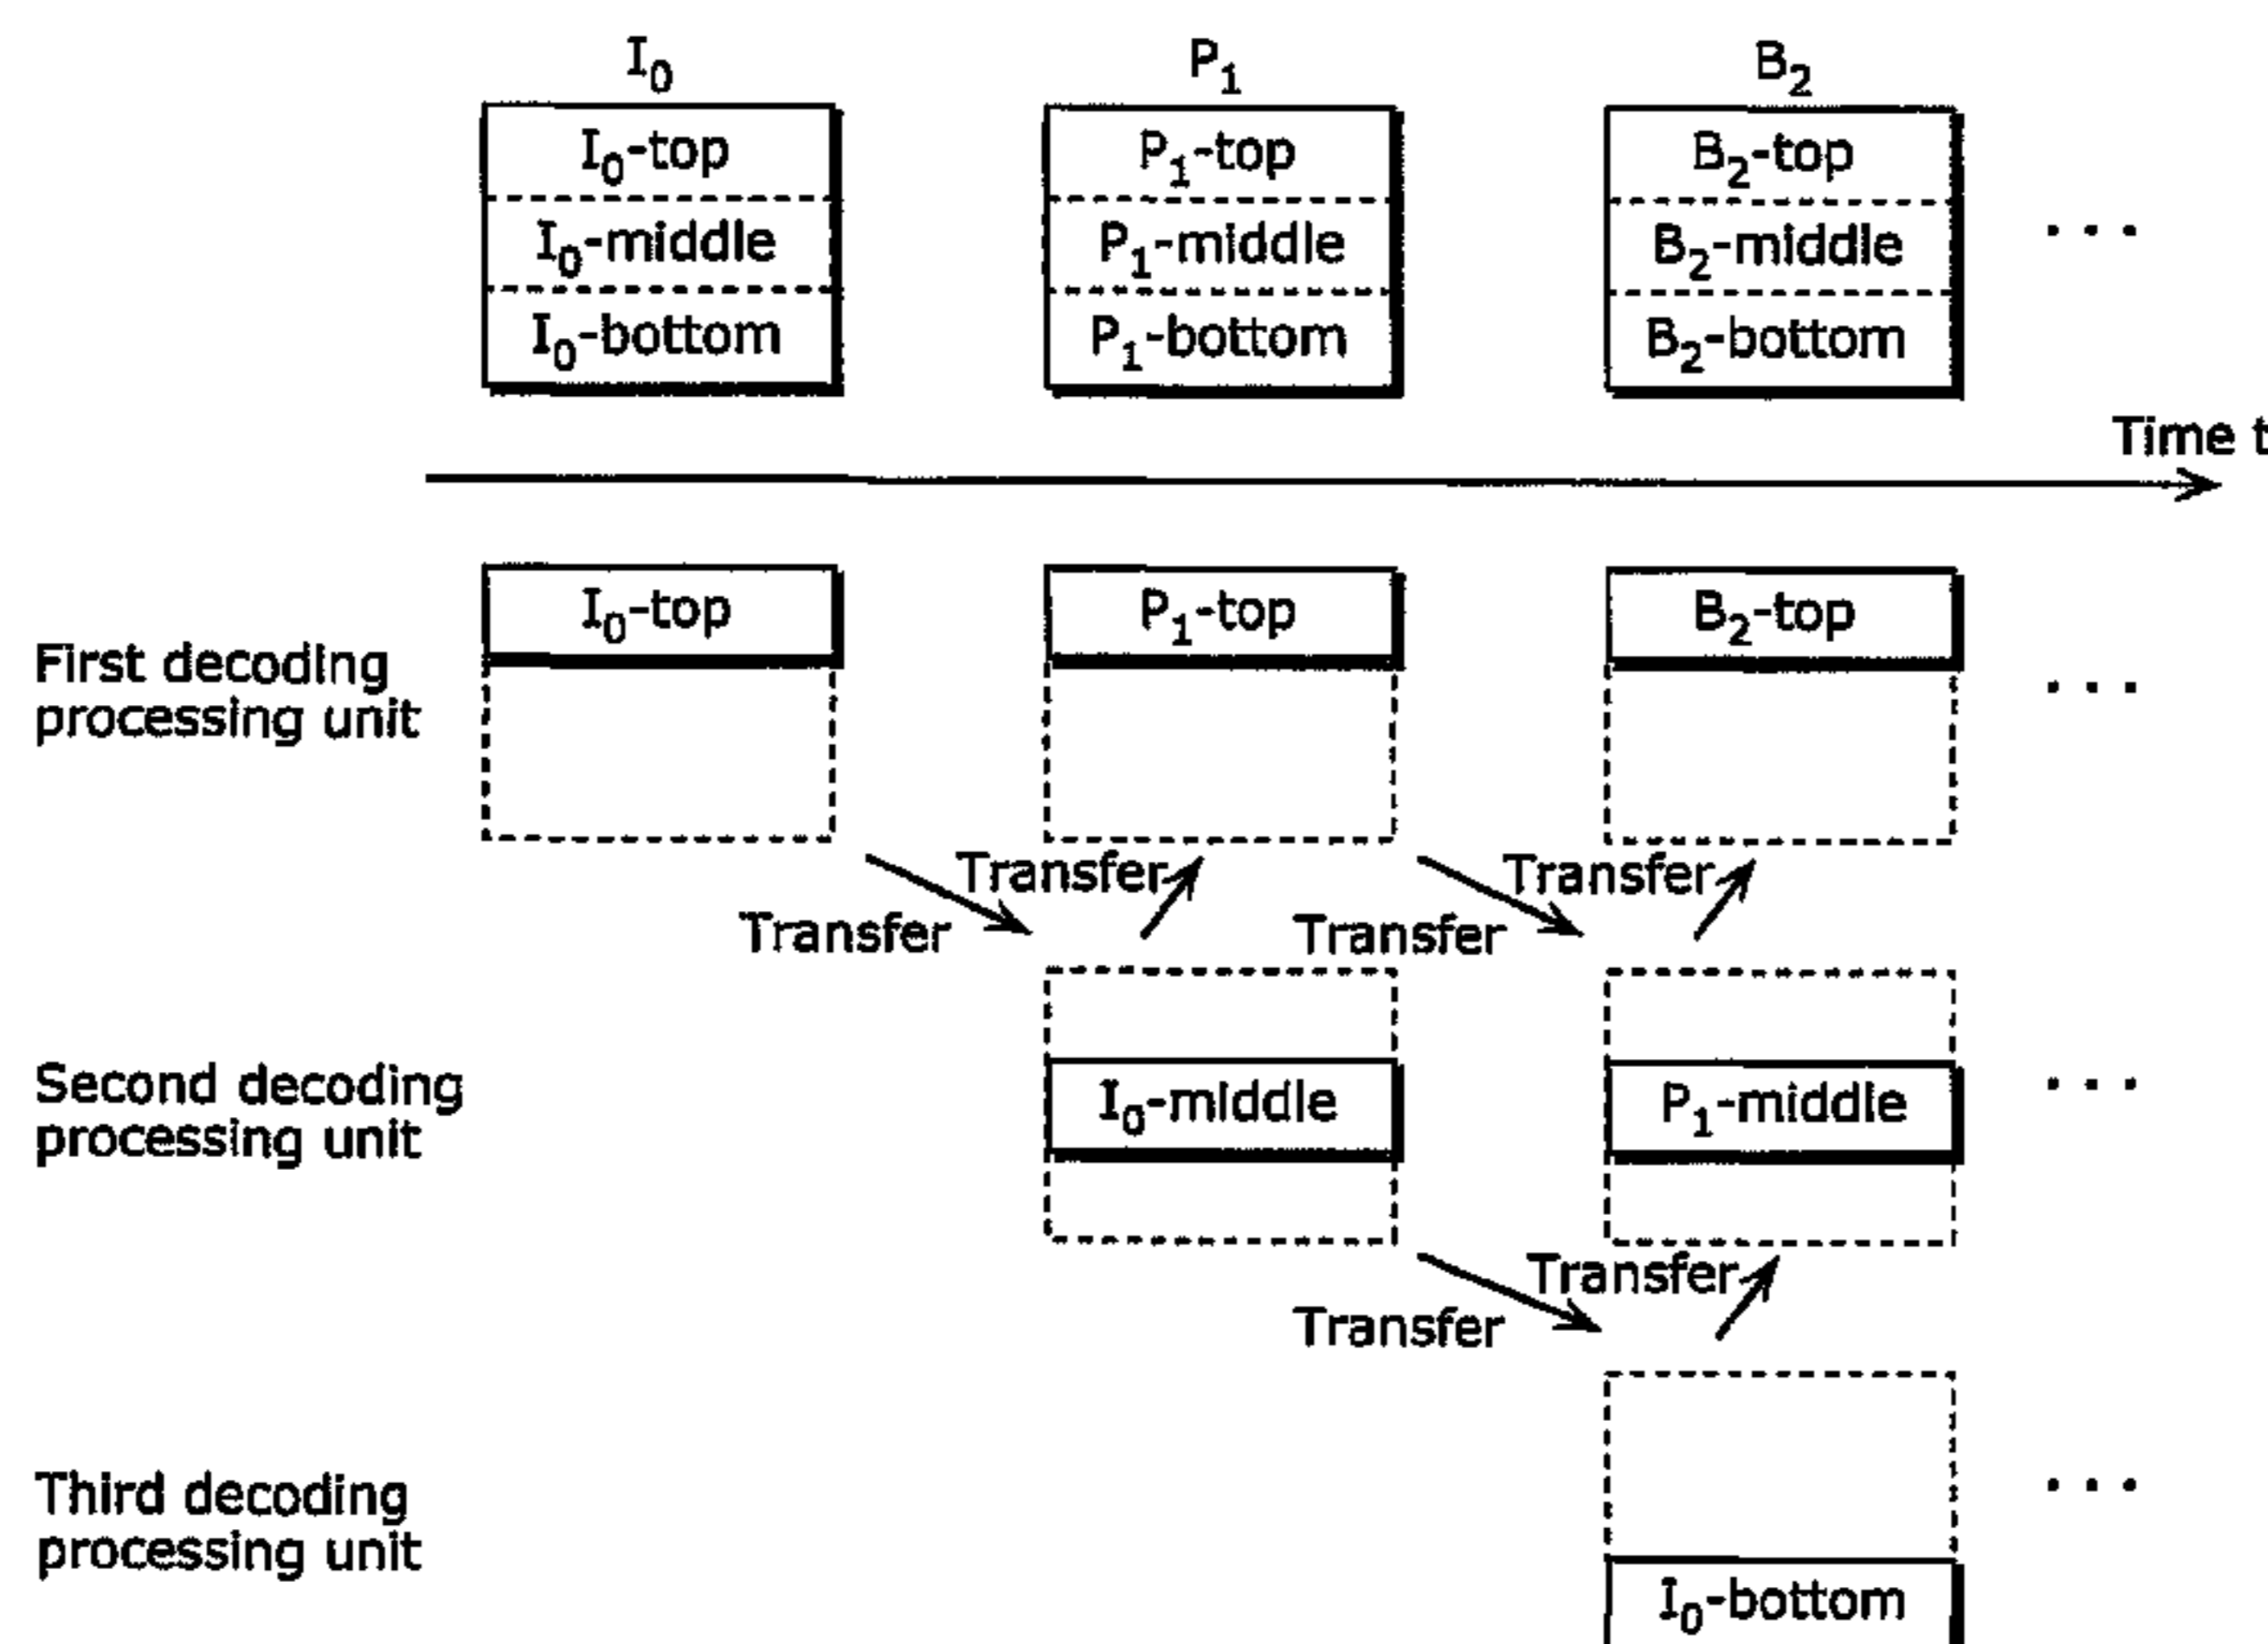 I₀ P₁ B₂
I₀-top P₁-top B₂-top
I₀-middle P₁-middle B₂-middle . . .
I₀-bottom P₁-bottom B₂-bottom
Time t
I₀-top P₁-top B₂-top
First decoding
processing unit . . .
Transfer Transfer
Transfer Transfer
Second decoding
processing unit
I₀-middle P₁-middle . . .
Transfer
Transfer
Third decoding
processing unit . . .
I₀-bottom